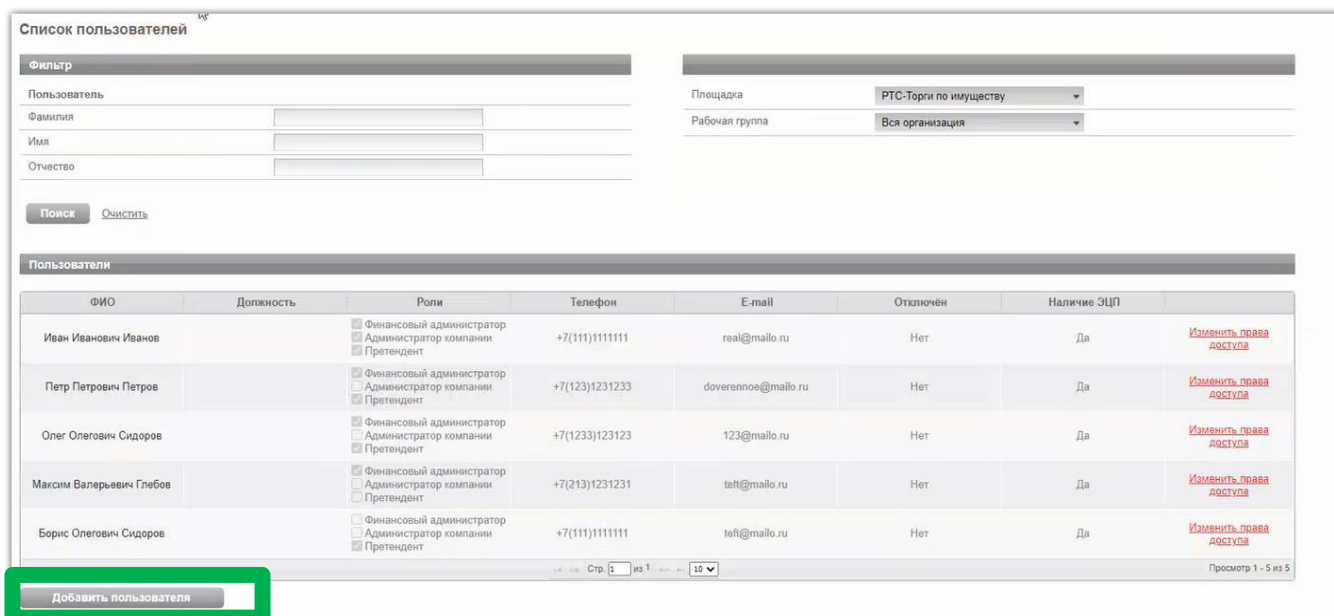 Список пользователей
Фильтр
Пользователь
Фамилия
Имя
Отчество
Площадка РТС-Торги по имуществу
Рабочая группа Вся организация
Поиск Очистить
Пользователи
ФИО Должность Роли Телефон E-mail Отключён Наличие ЭЦП
Финансовый администратор
Иван Иванович Иванов Администратор компании +7(111)1111111 real@mailo.ru Нет Да Изменить права доступа
Претендент
Финансовый администратор
Петр Петрович Петров Администратор компании +7(123)1231233 doverennoe@mailo.ru Нет Да Изменить права доступа
Претендент
Финансовый администратор
Олег Олегович Сидоров Администратор компании +7(1233)123123 123@mailo.ru Нет Да Изменить права доступа
Претендент
Финансовый администратор
Максим Валерьевич Глебов Администратор компании +7(213)1231231 teft@mailo.ru Нет Да Изменить права доступа
Претендент
Финансовый администратор
Борис Олегович Сидоров Администратор компании +7(111)1111111 teft@mailo.ru Нет Да Изменить права доступа
Претендент
Стр. 1 из 1 10 Просмотр 1 - 5 из 5
Добавить пользователя